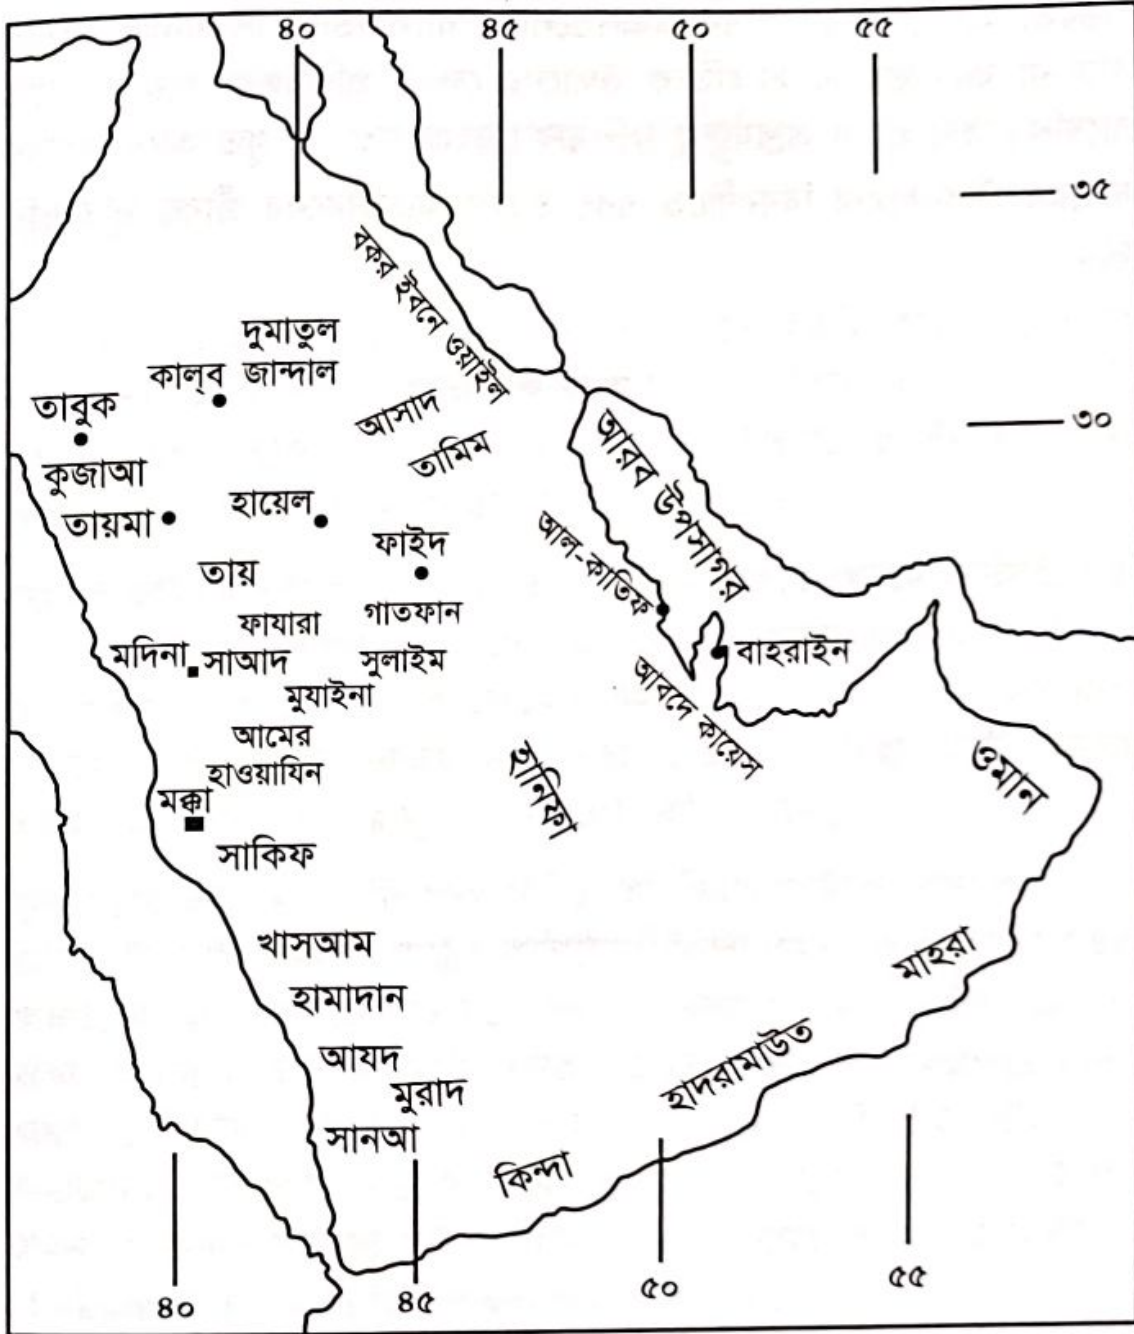 ৪০
৪৫
৫০
৫৫
৩৫
বকর ইবনে ওয়াইল
দুমাতুল
কাল্‌ব জান্দাল
তাবুক
আসাদ
৩০
তামিম
আরব উপসাগর
কুজাআ
তায়মা
হায়েল
ফাইদ
আল-কাতিফ
তায়
ফাযারা
গাতফান
মদিনা
সাআদ
সুলাইম
বাহরাইন
মুযাইনা
আবদে কায়েস
আমের
হাওয়াযিন
হানিফা
ওমান
মক্কা
সাকিফ
খাসআম
মাহরা
হামাদান
আযদ
হাদরামাউত
মুরাদ
সানআ
কিন্দা
৪০
৪৫
৫০
৫৫